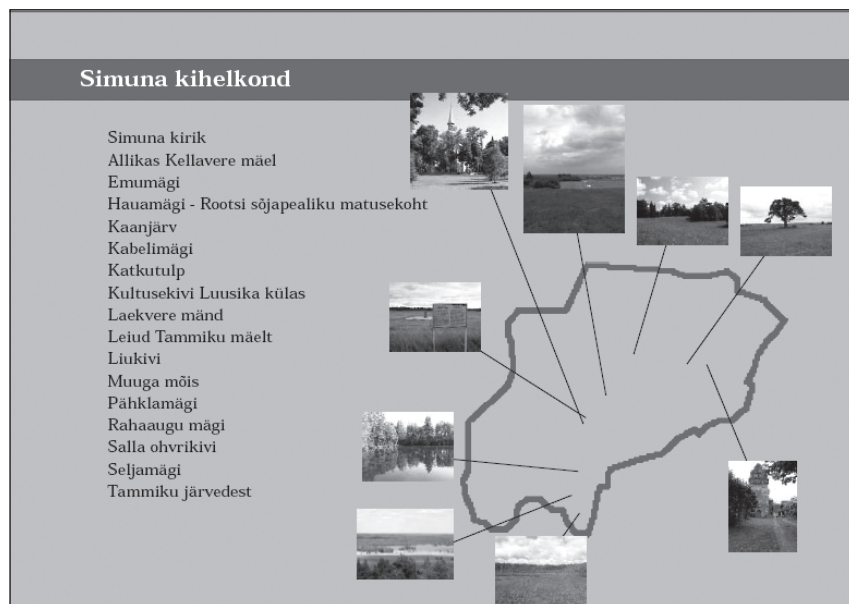 Simuna kihelkond
Simuna kirik
Allikas Kellavere mäel
Emumägi
Hauamägi - Rootsi sõjapealiku matusekoht
Kaanjärv
Kabelimägi
Katkutulp
Kultusekivi Luusika külas
Laekvere mänd
Leiud Tammiku mäelt
Liukivi
Muuga mõis
Pähklamägi
Rahaaugu mägi
Salla ohvrikivi
Seljamägi
Tammiku järvedest